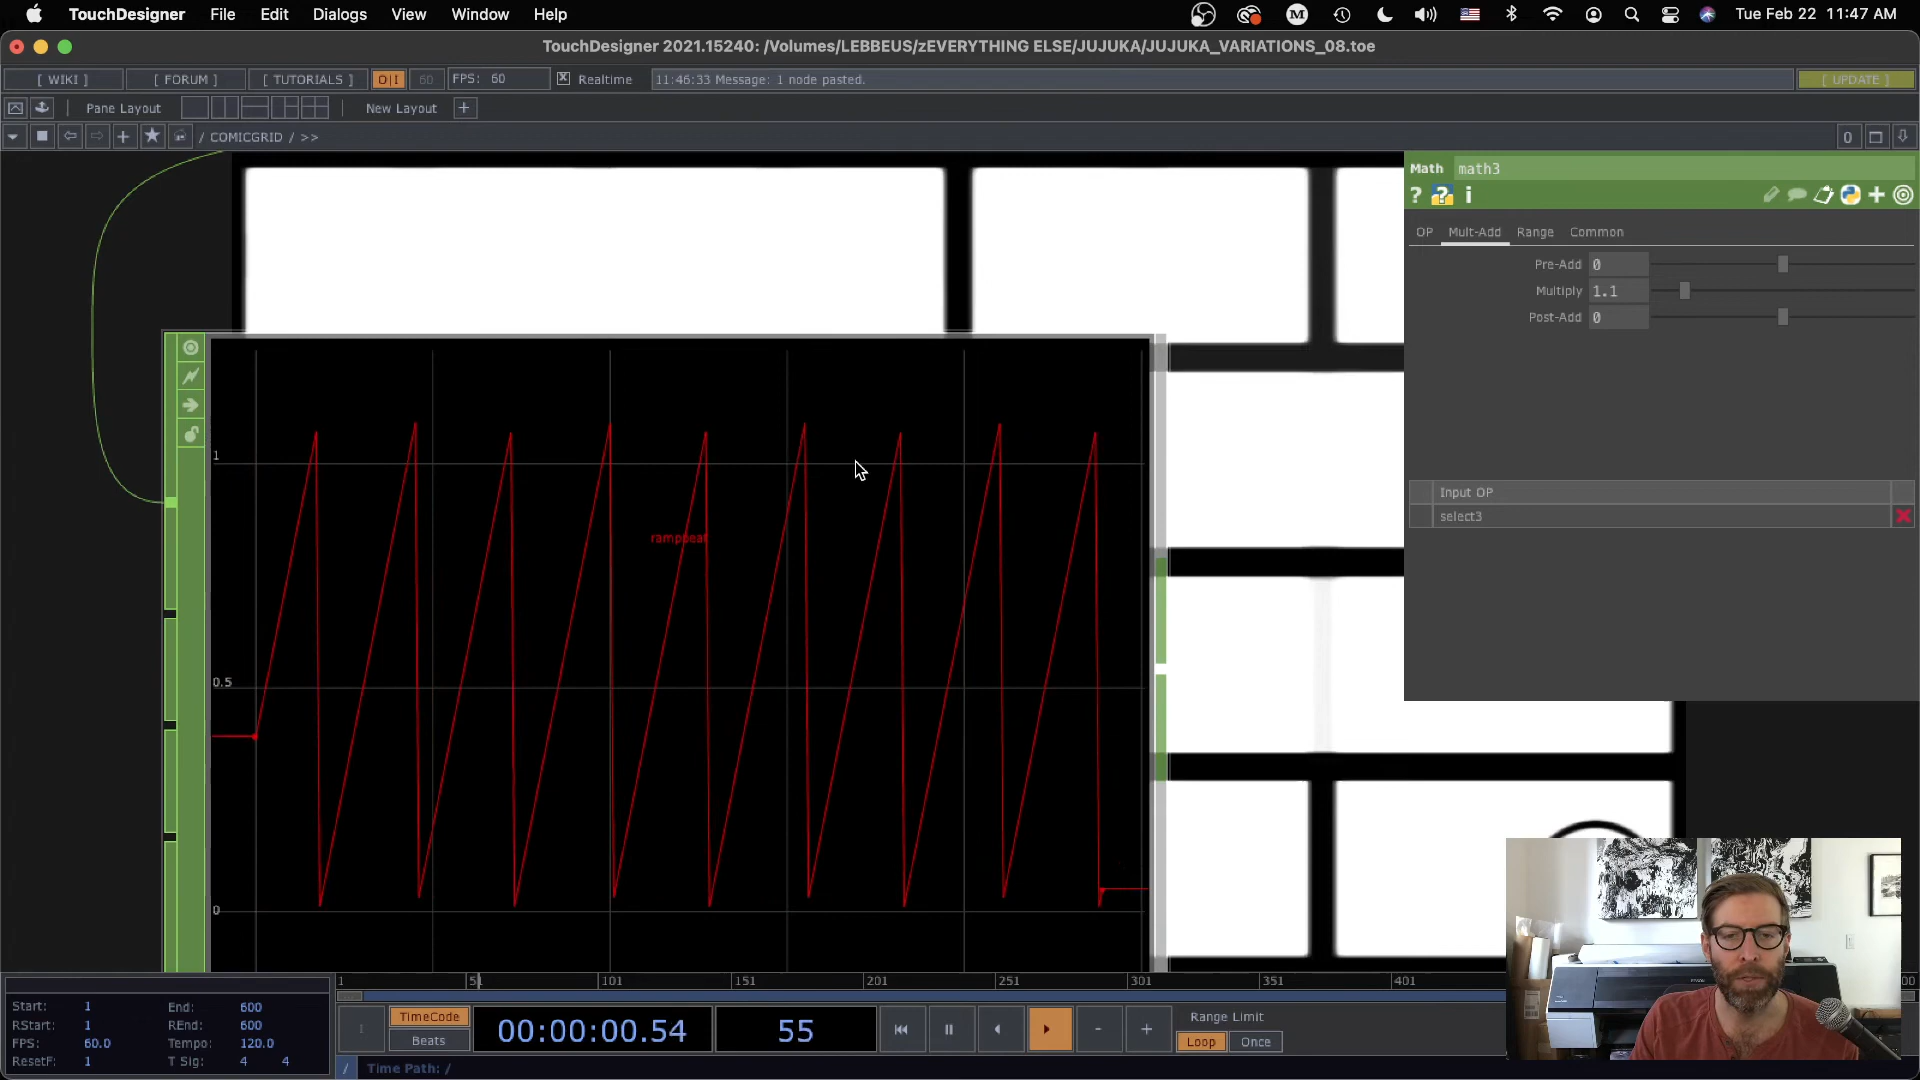 TouchDesigner File Edit Dialogs View Window Help Tue Feb 22 11:47 AM
TouchDesigner 2021.15240: /Volumes/LEBBEUS/zEVERYTHING ELSE/JUJUKA/JUJUKA_VARIATIONS_08.toe
[ WIKI ] [ FORUM ] [ TUTORIALS ] O|I 60 FPS: 60 Realtime 11:46:33 Message: 1 node pasted. [ UPDATE ]
Pane Layout New Layout +
/ COMICGRID / >> 0
Math math3
OP Mult-Add Range Common
Pre-Add 0
Multiply 1.1
Post-Add 0
Input OP
select3
1
0.5
0
rampbeat
1 51 101 151 201 251 301 351 401
Start: 1 End: 600
RStart: 1 REnd: 600
FPS: 60.0 Tempo: 120.0
ResetF: 1 T Sig: 4 4
TimeCode
Beats
00:00:00.54 55
Range Limit
Loop Once
/ Time Path: /